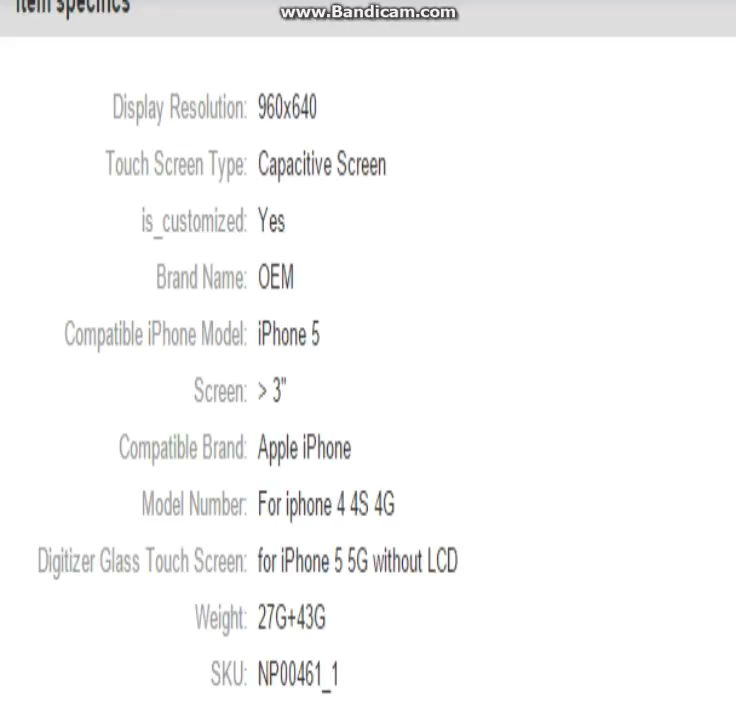 Item specifics
www.Bandicam.com
Display Resolution: 960x640
Touch Screen Type: Capacitive Screen
is_customized: Yes
Brand Name: OEM
Compatible iPhone Model: iPhone 5
Screen: > 3"
Compatible Brand: Apple iPhone
Model Number: For iphone 4 4S 4G
Digitizer Glass Touch Screen: for iPhone 5 5G without LCD
Weight: 27G+43G
SKU: NP00461_1